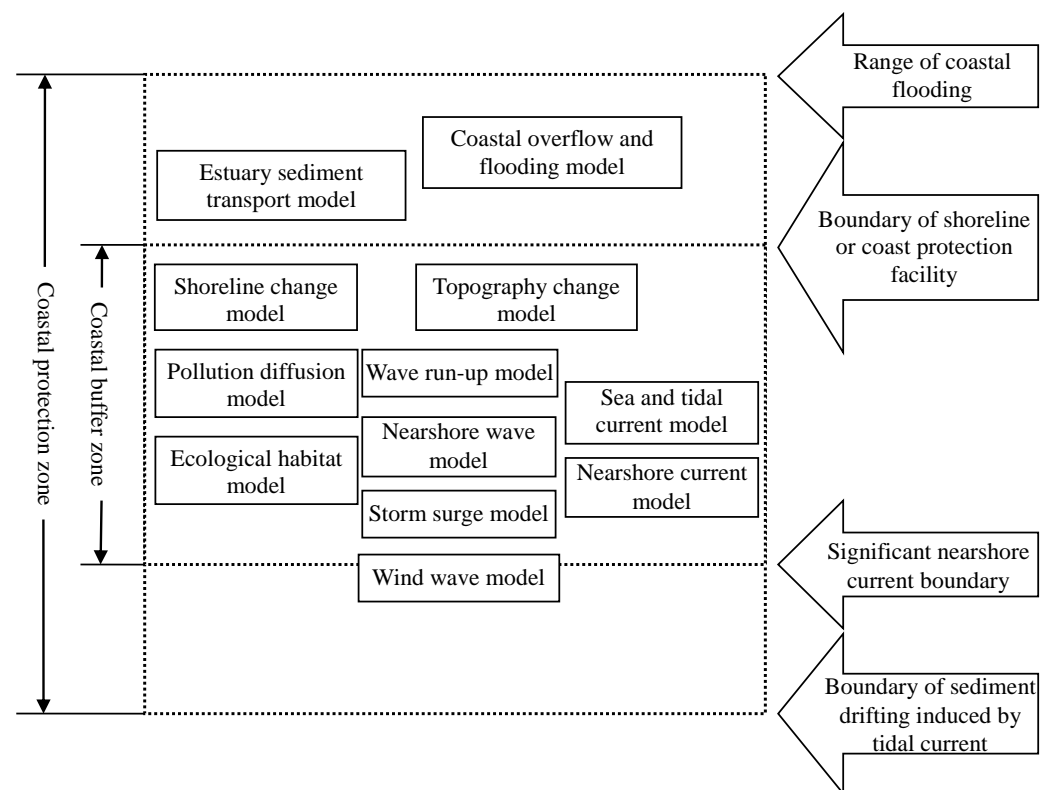 Range of coastal
flooding
Coastal overflow and
flooding model
Estuary sediment
transport model
Boundary of shoreline
or coast protection
facility
Shoreline change
model
Topography change
model
Coastal protection zone
Coastal buffer zone
Pollution diffusion
model
Wave run-up model
Sea and tidal
current model
Nearshore wave
model
Ecological habitat
model
Nearshore current
model
Storm surge model
Significant nearshore
current boundary
Wind wave model
Boundary of sediment
drifting induced by
tidal current